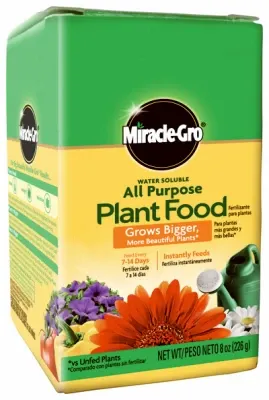 Miracle-Gro®
WATER SOLUBLE
All Purpose
Plant Food
Fertilizante
para plantas
Grows Bigger,
More Beautiful Plants*
Para plantas
más grandes y
más bellas*
Feed Every
7-14 Days
Fertilice cada
7 a 14 días
Instantly Feeds
Fertiliza instantáneamente
*vs Unfed Plants
*Comparado con plantas sin fertilizar
NET WT/PESO NETO 8 oz (226 g)